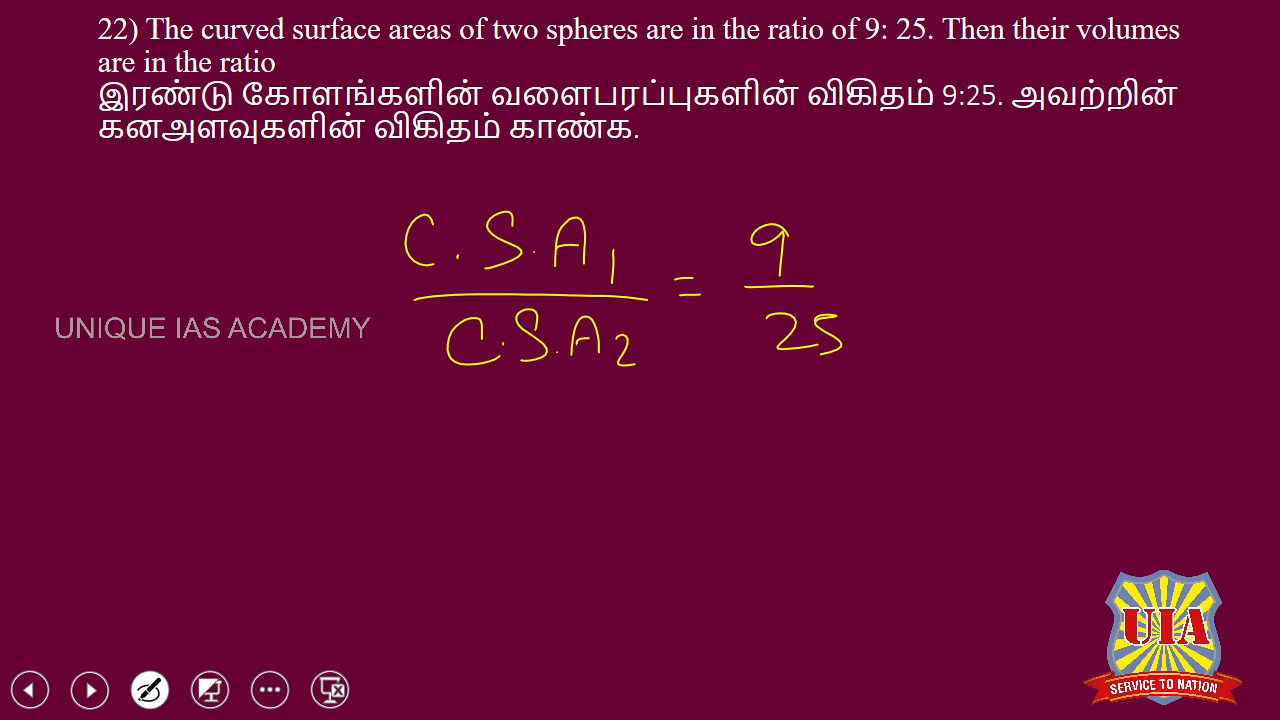 22) The curved surface areas of two spheres are in the ratio of 9: 25. Then their volumes
are in the ratio
இரண்டு கோளங்களின் வளைபரப்புகளின் விகிதம் 9:25. அவற்றின்
கனஅளவுகளின் விகிதம் காண்க.
C.S.A1
9
=
C.S.A2
25
UNIQUE IAS ACADEMY
UIA
SERVICE TO NATION